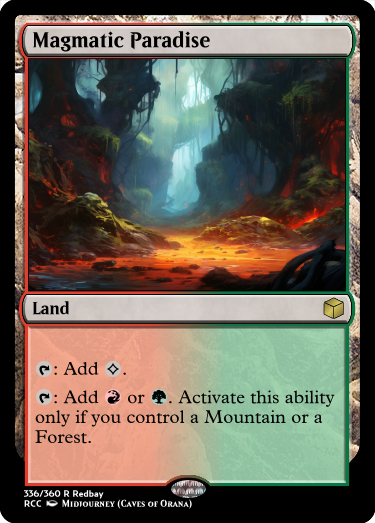 Magmatic Paradise
Land
: Add .
: Add or . Activate this ability
only if you control a Mountain or a
Forest.
336/360 R Redbay
RCC Midjourney (Caves of Orana)